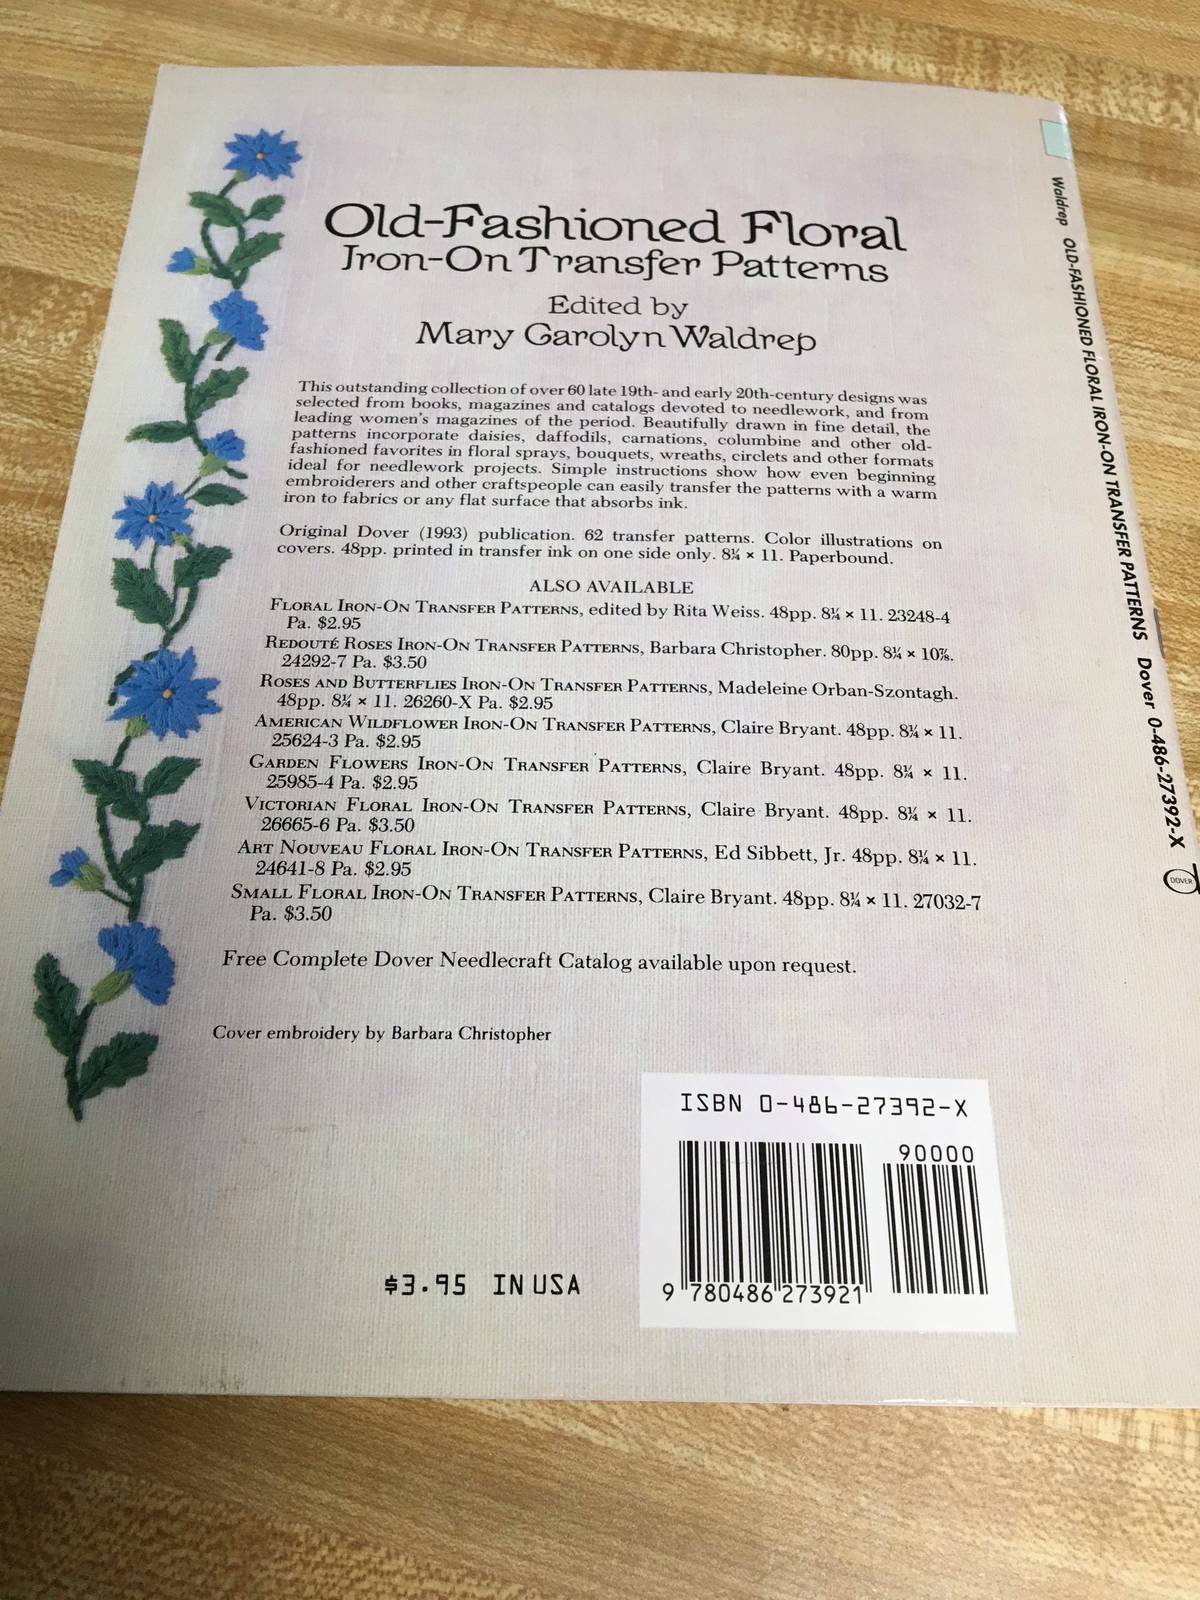 Old-Fashioned Floral
Iron-On Transfer Patterns
Edited by
Mary Carolyn Waldrep
This outstanding collection of over 60 late 19th- and early 20th-century designs was
selected from books, magazines and catalogs devoted to needlework, and from
leading women's magazines of the period. Beautifully drawn in fine detail, the
patterns incorporate daisies, daffodils, carnations, columbine and other old-
fashioned favorites in floral sprays, bouquets, wreaths, circlets and other formats
ideal for needlework projects. Simple instructions show how even beginning
embroiderers and other craftspeople can easily transfer the patterns with a warm
iron to fabrics or any flat surface that absorbs ink.
Original Dover (1993) publication. 62 transfer patterns. Color illustrations on
covers. 48pp. printed in transfer ink on one side only. 8¼ × 11. Paperbound.
ALSO AVAILABLE
FLORAL IRON-ON TRANSFER PATTERNS, edited by Rita Weiss. 48pp. 8¼ × 11. 23248-4
Pa. $2.95
REDOUTÉ ROSES IRON-ON TRANSFER PATTERNS, Barbara Christopher. 80pp. 8¼ × 10⅞.
24292-7 Pa. $3.50
ROSES AND BUTTERFLIES IRON-ON TRANSFER PATTERNS, Madeleine Orban-Szontagh.
48pp. 8¼ × 11. 26260-X Pa. $2.95
AMERICAN WILDFLOWER IRON-ON TRANSFER PATTERNS, Claire Bryant. 48pp. 8¼ × 11.
25624-3 Pa. $2.95
GARDEN FLOWERS IRON-ON TRANSFER PATTERNS, Claire Bryant. 48pp. 8¼ × 11.
25985-4 Pa. $2.95
VICTORIAN FLORAL IRON-ON TRANSFER PATTERNS, Claire Bryant. 48pp. 8¼ × 11.
26665-6 Pa. $3.50
ART NOUVEAU FLORAL IRON-ON TRANSFER PATTERNS, Ed Sibbett, Jr. 48pp. 8¼ × 11.
24641-8 Pa. $2.95
SMALL FLORAL IRON-ON TRANSFER PATTERNS, Claire Bryant. 48pp. 8¼ × 11. 27032-7
Pa. $3.50
Free Complete Dover Needlecraft Catalog available upon request.
Cover embroidery by Barbara Christopher
ISBN 0-486-27392-X
90000
9 780486 273921
$3.95 IN USA
Waldrep OLD-FASHIONED FLORAL IRON-ON TRANSFER PATTERNS Dover 0-486-27392-X
DOVER